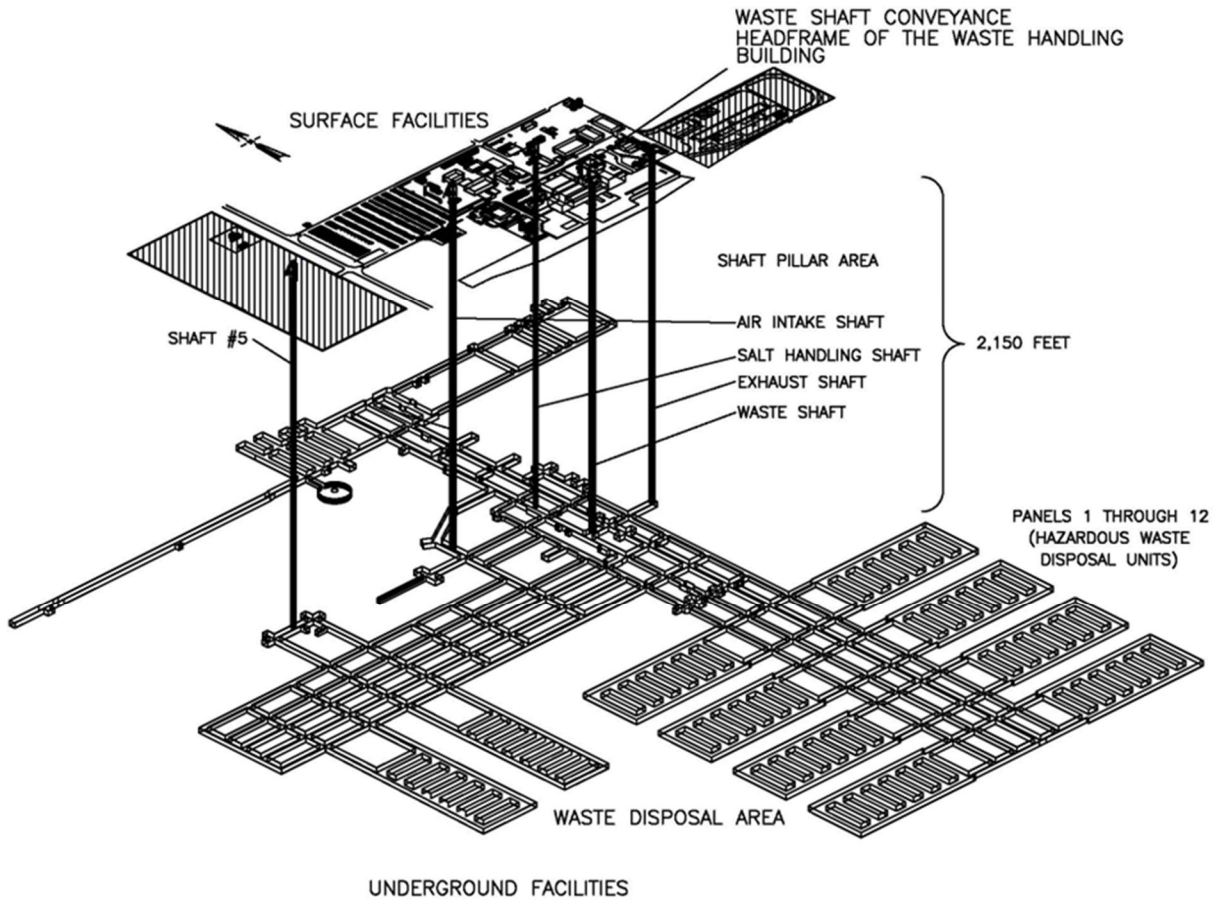 WASTE SHAFT CONVEYANCE
HEADFRAME OF THE WASTE HANDLING
BUILDING
SURFACE FACILITIES
SHAFT PILLAR AREA
SHAFT #5
AIR INTAKE SHAFT
2,150 FEET
SALT HANDLING SHAFT
EXHAUST SHAFT
WASTE SHAFT
PANELS 1 THROUGH 12
(HAZARDOUS WASTE
DISPOSAL UNITS)
WASTE DISPOSAL AREA
UNDERGROUND FACILITIES